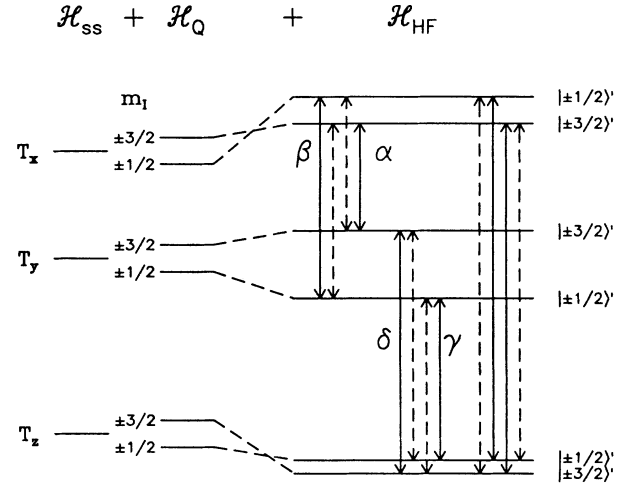 ℋss + ℋQ + ℋHF
mI
|±1/2⟩'
±3/2
|±3/2⟩'
Tx
β
α
±1/2
±3/2
|±3/2⟩'
Ty
±1/2
|±1/2⟩'
δ
γ
±3/2
Tz
±1/2
|±1/2⟩'
|±3/2⟩'